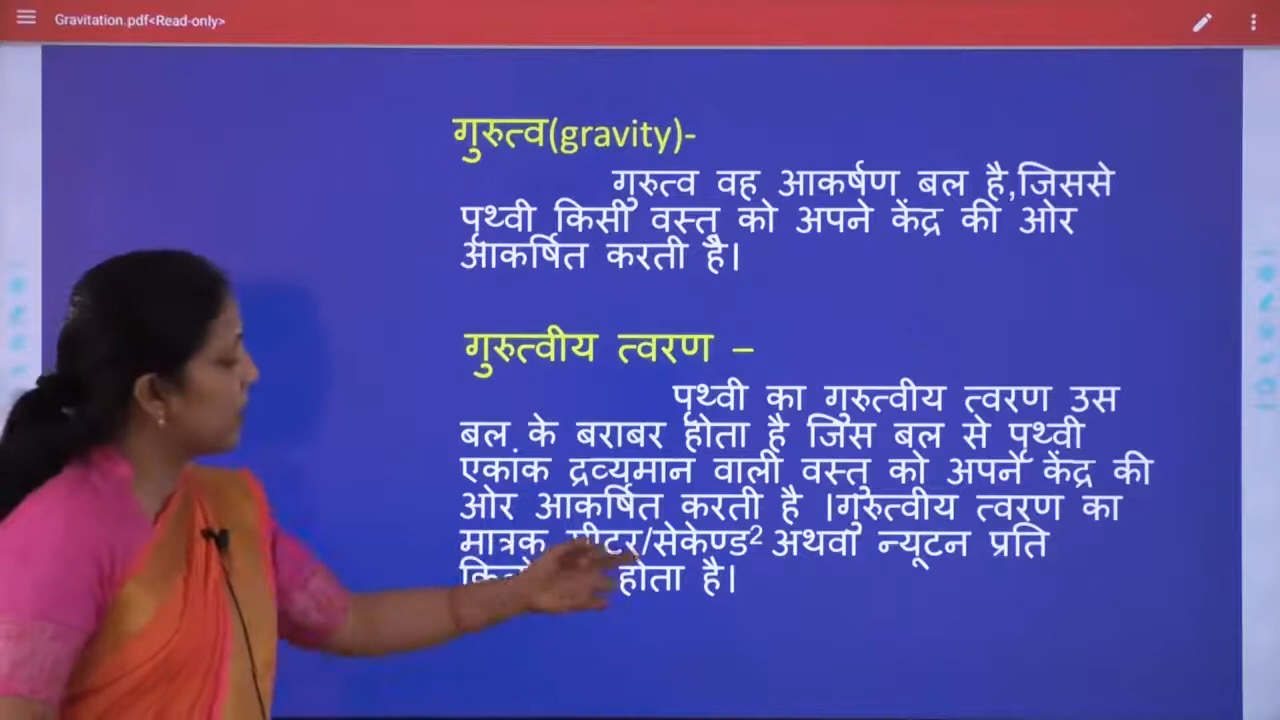 Gravitation.pdf<Read-only>
गुरुत्व(gravity)-
गुरुत्व वह आकर्षण बल है,जिससे
पृथ्वी किसी वस्तु को अपने केंद्र की ओर
आकर्षित करती है।
गुरुत्वीय त्वरण –
पृथ्वी का गुरुत्वीय त्वरण उस
बल के बराबर होता है जिस बल से पृथ्वी
एकांक द्रव्यमान वाली वस्तु को अपने केंद्र की
ओर आकर्षित करती है ।गुरुत्वीय त्वरण का
मात्रक मीटर/सेकेण्ड² अथवा न्यूटन प्रति
होता है।